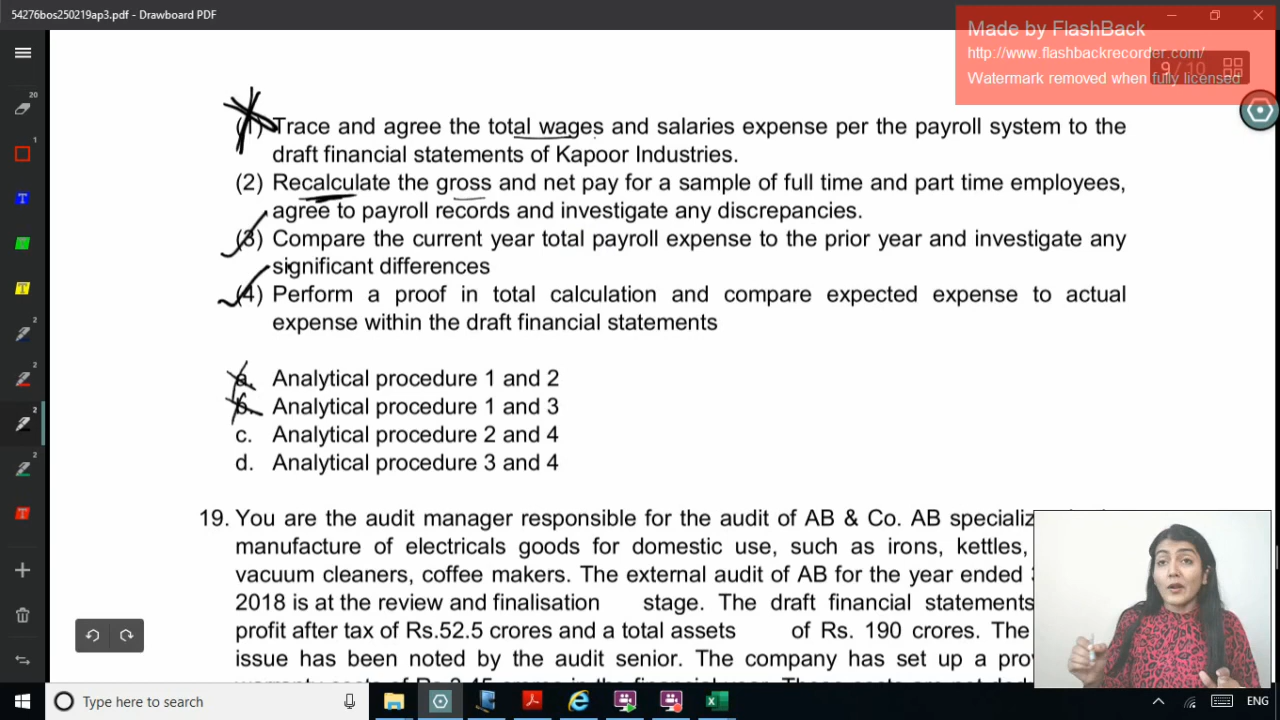 54276bos250219ap3.pdf - Drawboard PDF
Made by FlashBack
http://www.flashbackrecorder.com/
Watermark removed when fully licensed
9 / 10
20
1
2
2
2
2
(1) Trace and agree the total wages and salaries expense per the payroll system to the
draft financial statements of Kapoor Industries.
(2) Recalculate the gross and net pay for a sample of full time and part time employees,
agree to payroll records and investigate any discrepancies.
(3) Compare the current year total payroll expense to the prior year and investigate any
significant differences
(4) Perform a proof in total calculation and compare expected expense to actual
expense within the draft financial statements
a. Analytical procedure 1 and 2
b. Analytical procedure 1 and 3
c. Analytical procedure 2 and 4
d. Analytical procedure 3 and 4
19. You are the audit manager responsible for the audit of AB & Co. AB
manufacture of electricals goods for domestic use, such as irons, kettles,
vacuum cleaners, coffee makers. The external audit of AB for the year ended
2018 is at the review and finalisation stage. The draft financial statements
profit after tax of Rs.52.5 crores and a total assets of Rs. 190 crores. The
issue has been noted by the audit senior. The company has set up a
Type here to search
ENG